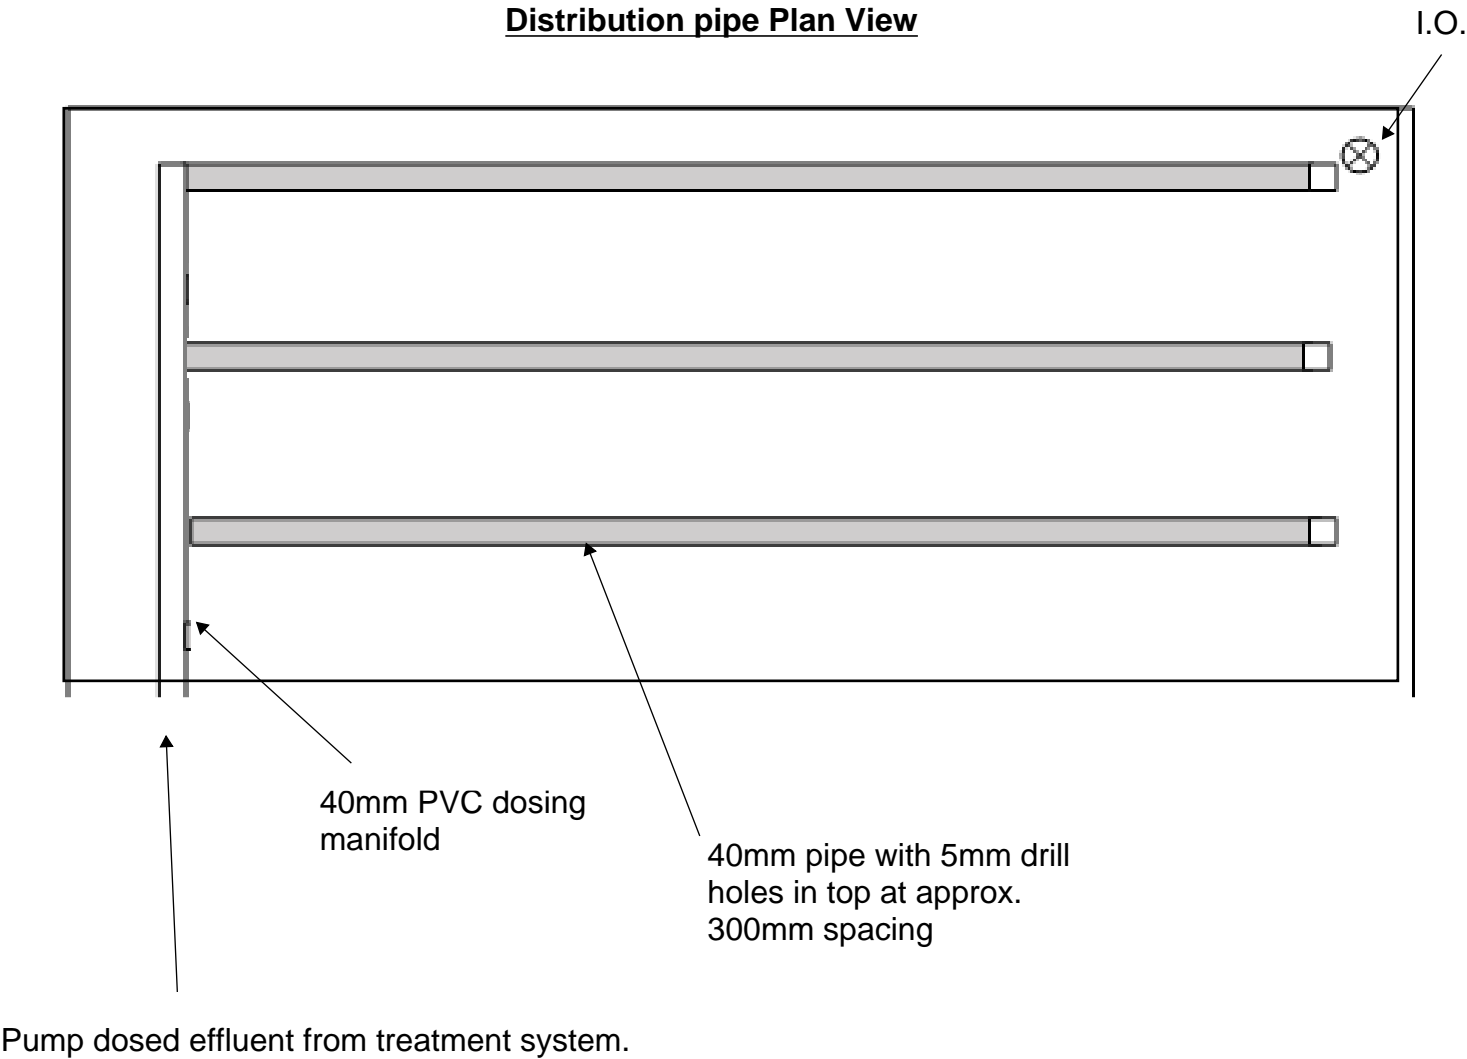 Distribution pipe Plan View
I.O.
40mm PVC dosing
manifold
40mm pipe with 5mm drill
holes in top at approx.
300mm spacing
Pump dosed effluent from treatment system.